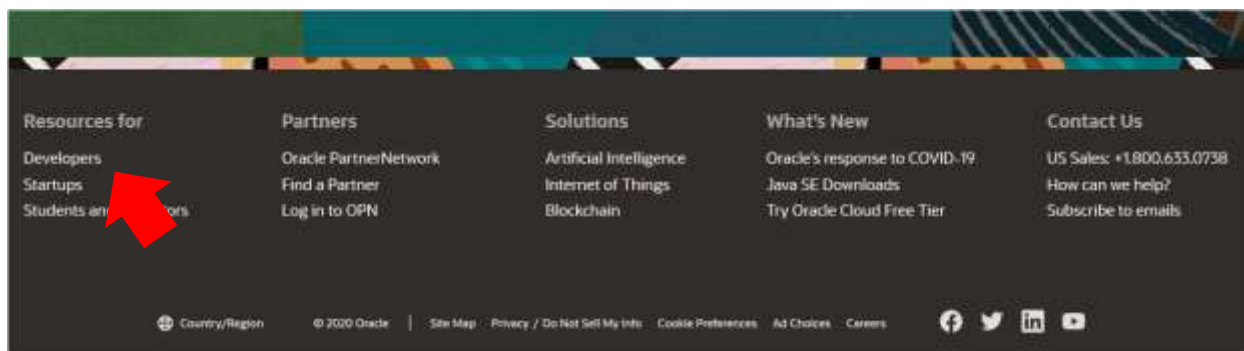 Resources for
Developers
Startups
Students an tors
Partners
Oracle PartnerNetwork
Find a Partner
Log in to OPN
Solutions
Artificial Intelligence
Internet of Things
Blockchain
What's New
Oracle's response to COVID-19
Java SE Downloads
Try Oracle Cloud Free Tier
Contact Us
US Sales: +1.800.633.0738
How can we help?
Subscribe to emails
Country/Region © 2020 Oracle | Site Map Privacy / Do Not Sell My Info Cookie Preferences Ad Choices Careers